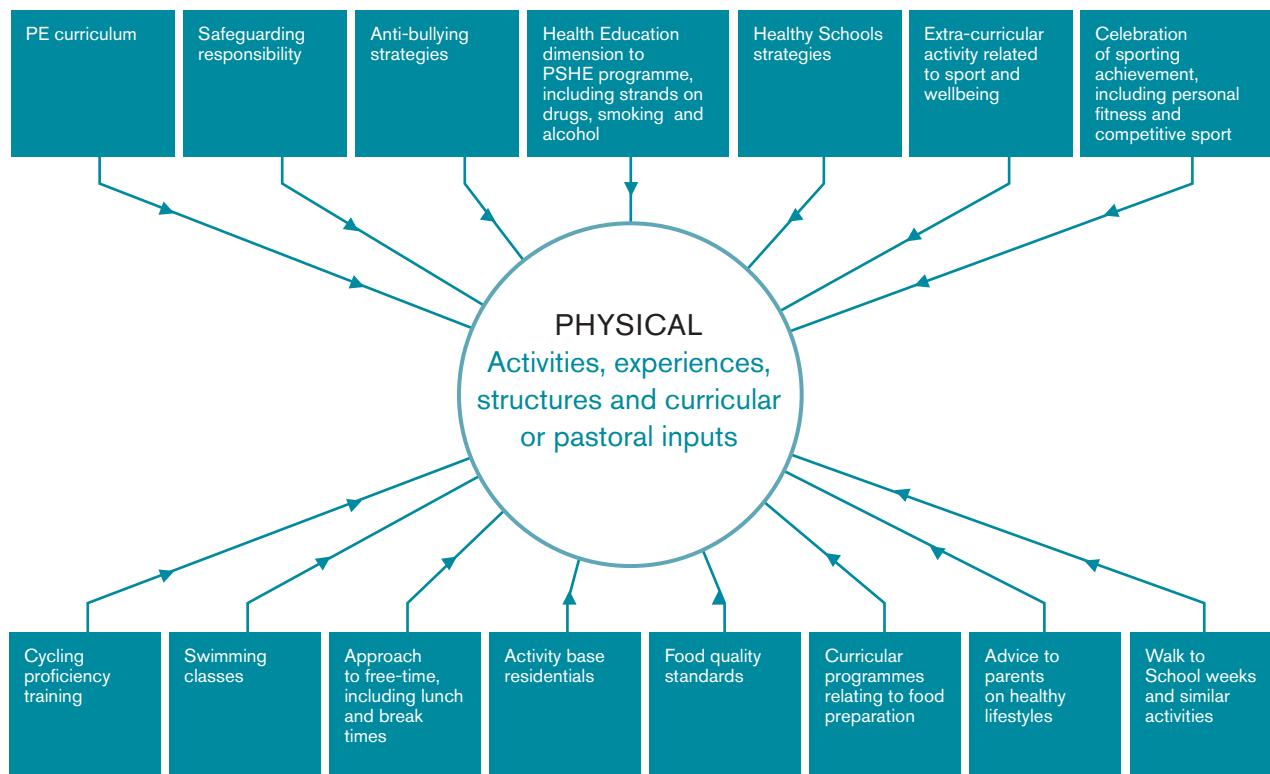 PE curriculum
Safeguarding
responsibility
Anti-bullying
strategies
Health Education
dimension to
PSHE programme,
including strands on
drugs, smoking and
alcohol
Healthy Schools
strategies
Extra-curricular
activity related
to sport and
wellbeing
Celebration
of sporting
achievement,
including personal
fitness and
competitive sport
PHYSICAL
Activities, experiences,
structures and curricular
or pastoral inputs
Cycling
proficiency
training
Swimming
classes
Approach
to free-time,
including lunch
and break
times
Activity base
residentials
Food quality
standards
Curricular
programmes
relating to food
preparation
Advice to
parents
on healthy
lifestyles
Walk to
School weeks
and similar
activities